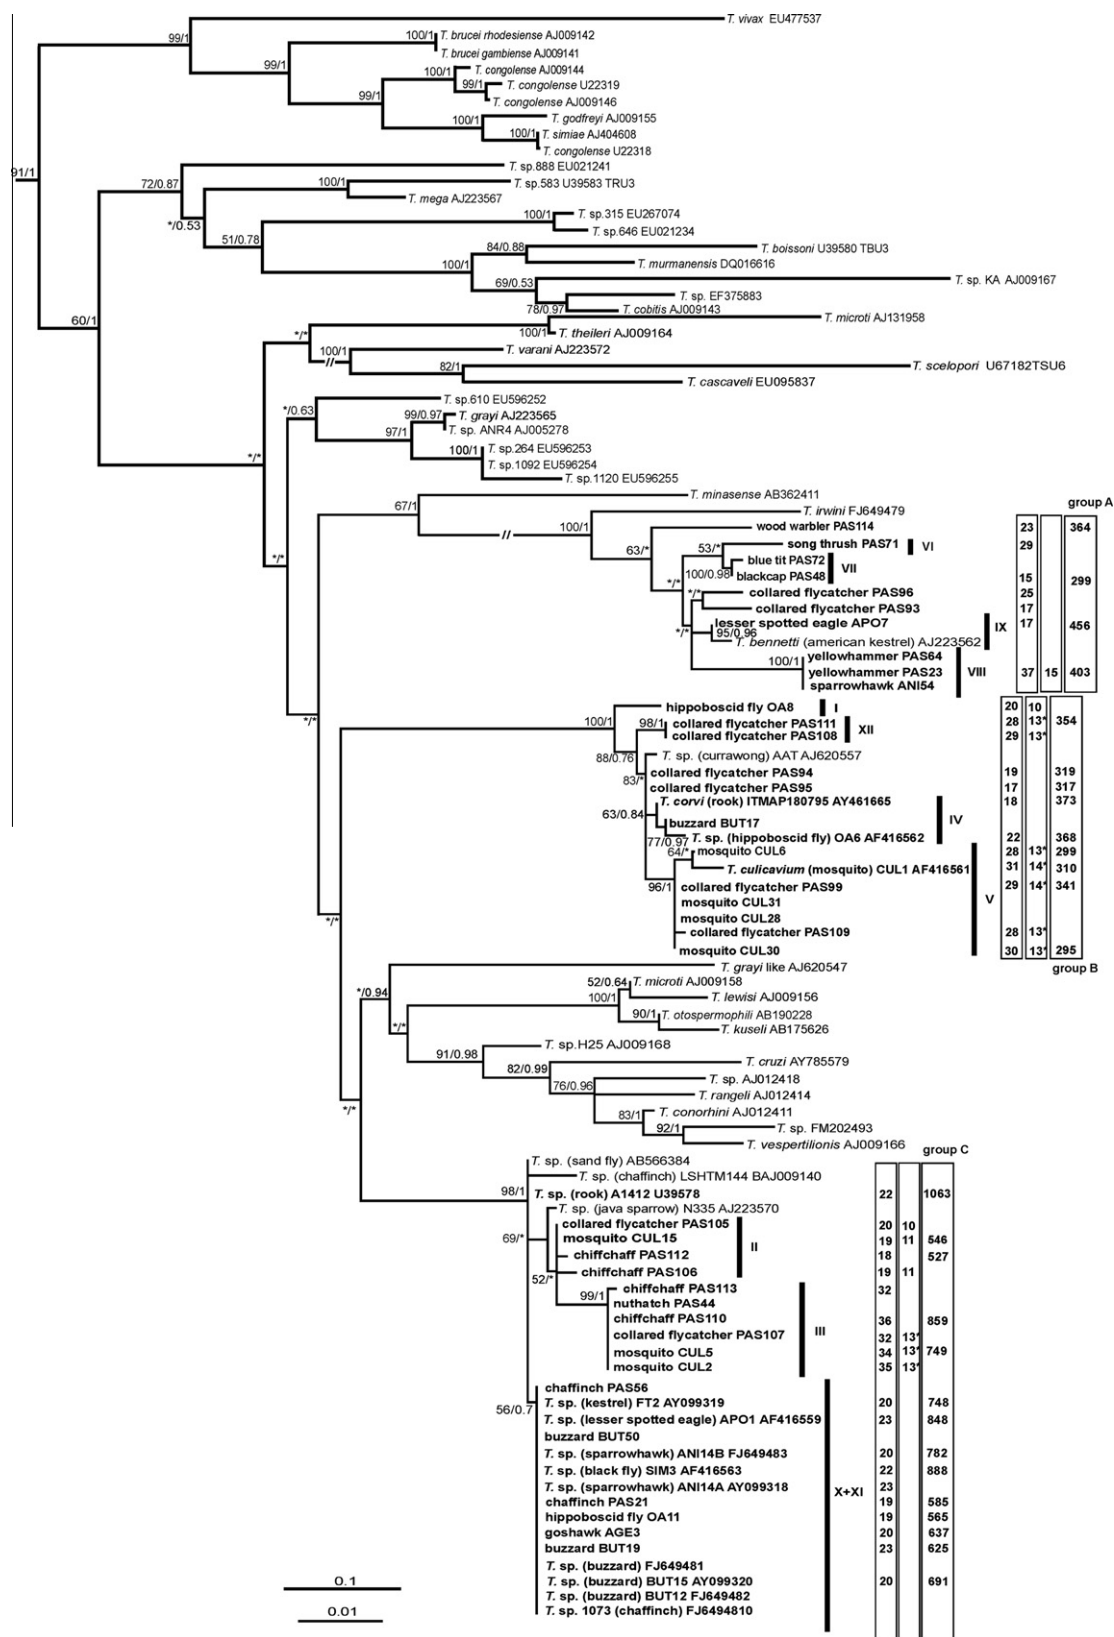 T. vivax EU477537
99/1
100/1 T. brucei rhodesiense AJ009142
T. brucei gambiense AJ009141
99/1
100/1 T. congolense AJ009144
99/1 T. congolense U22319
T. congolense AJ009146
99/1
T. godfreyi AJ009155
100/1
100/1 T. simiae AJ404608
T. congolense U22318
91/1
T. sp.888 EU021241
72/0.87
100/1 T. sp.583 U39583 TRU3
T. mega AJ223567
*/0.53
100/1 T. sp.315 EU267074
T. sp.646 EU021234
51/0.78
84/0.88 T. boissoni U39580 TBU3
T. murmanensis DQ016616
100/1
69/0.53 T. sp. KA AJ009167
T. sp. EF375883
78/0.97 T. cobitis AJ009143
60/1
T. microti AJ131958
100/1 T. theileri AJ009164
*/*
// 100/1 T. varani AJ223572
82/1 T. scelopori U67182TSU6
T. cascaveli EU095837
T. sp.610 EU596252
*/0.63
99/0.97 T. grayi AJ223565
T. sp. ANR4 AJ005278
97/1
100/1 T. sp.264 EU596253
T. sp.1092 EU596254
T. sp.1120 EU596255
*/*
T. minasense AB362411
67/1
group A
T. irwini FJ649479
// 100/1
wood warbler PAS114 23 364
63/*
53/* song thrush PAS71 VI 29
blue tit PAS72
VII
100/0.98 blackcap PAS48 15 299
*/*
*/* collared flycatcher PAS96 25
collared flycatcher PAS93 17
lesser spotted eagle APO7 17 456
IX
*/* 95/0.96
T. bennetti (american kestrel) AJ223562
yellowhammer PAS64
100/1
yellowhammer PAS23 VIII 37 15 403
sparrowhawk ANI54
*/*
*/*
hippoboscid fly OA8 I 20 10
100/1 98/1 collared flycatcher PAS111 28 13* 354
XII
collared flycatcher PAS108 29 13*
88/0.76
T. sp. (currawong) AAT AJ620557
83/*
collared flycatcher PAS94 19 319
collared flycatcher PAS95 17 317
T. corvi (rook) ITMAP180795 AY461665 18 373
63/0.84
buzzard BUT17 IV
77/0.97 T. sp. (hippoboscid fly) OA6 AF416562 22 368
64/* mosquito CUL6 28 13* 299
T. culicavium (mosquito) CUL1 AF416561 31 14* 310
96/1
collared flycatcher PAS99 29 14* 341
mosquito CUL31 V
mosquito CUL28
collared flycatcher PAS109 28 13*
mosquito CUL30 30 13* 295
group B
*/*
T. grayi like AJ620547
*/0.94
52/0.64 T. microti AJ009158
T. lewisi AJ009156
100/1
90/1 T. otospermophili AB190228
T. kuseli AB175626
*/*
T. sp.H25 AJ009168
91/0.98
82/0.99 T. cruzi AY785579
T. sp. AJ012418
76/0.96
T. rangeli AJ012414
83/1 T. conorhini AJ012411
92/1 T. sp. FM202493
T. vespertilionis AJ009166
*/*
group C
T. sp. (sand fly) AB566384
T. sp. (chaffinch) LSHTM144 BAJ009140
98/1
T. sp. (rook) A1412 U39578 22 1063
T. sp. (java sparrow) N335 AJ223570
collared flycatcher PAS105 20 10
69/*
mosquito CUL15 II 19 11 546
chiffchaff PAS112 18 527
52/*
chiffchaff PAS106 19 11
99/1 chiffchaff PAS113 32
nuthatch PAS44
chiffchaff PAS110 36 859
collared flycatcher PAS107 III 32 13*
mosquito CUL5 34 13* 749
mosquito CUL2 35 13*
chaffinch PAS56
56/0.7
T. sp. (kestrel) FT2 AY099319 20 748
T. sp. (lesser spotted eagle) APO1 AF416559 23 848
buzzard BUT50
T. sp. (sparrowhawk) ANI14B FJ649483 20 782
T. sp. (black fly) SIM3 AF416563 22 888
T. sp. (sparrowhawk) ANI14A AY099318 X+XI 23
chaffinch PAS21 19 585
hippoboscid fly OA11 19 565
goshawk AGE3 20 637
buzzard BUT19 23 625
T. sp. (buzzard) FJ649481
T. sp. (buzzard) BUT15 AY099320 20 691
T. sp. (buzzard) BUT12 FJ649482
T. sp. 1073 (chaffinch) FJ6494810
0.1
0.01